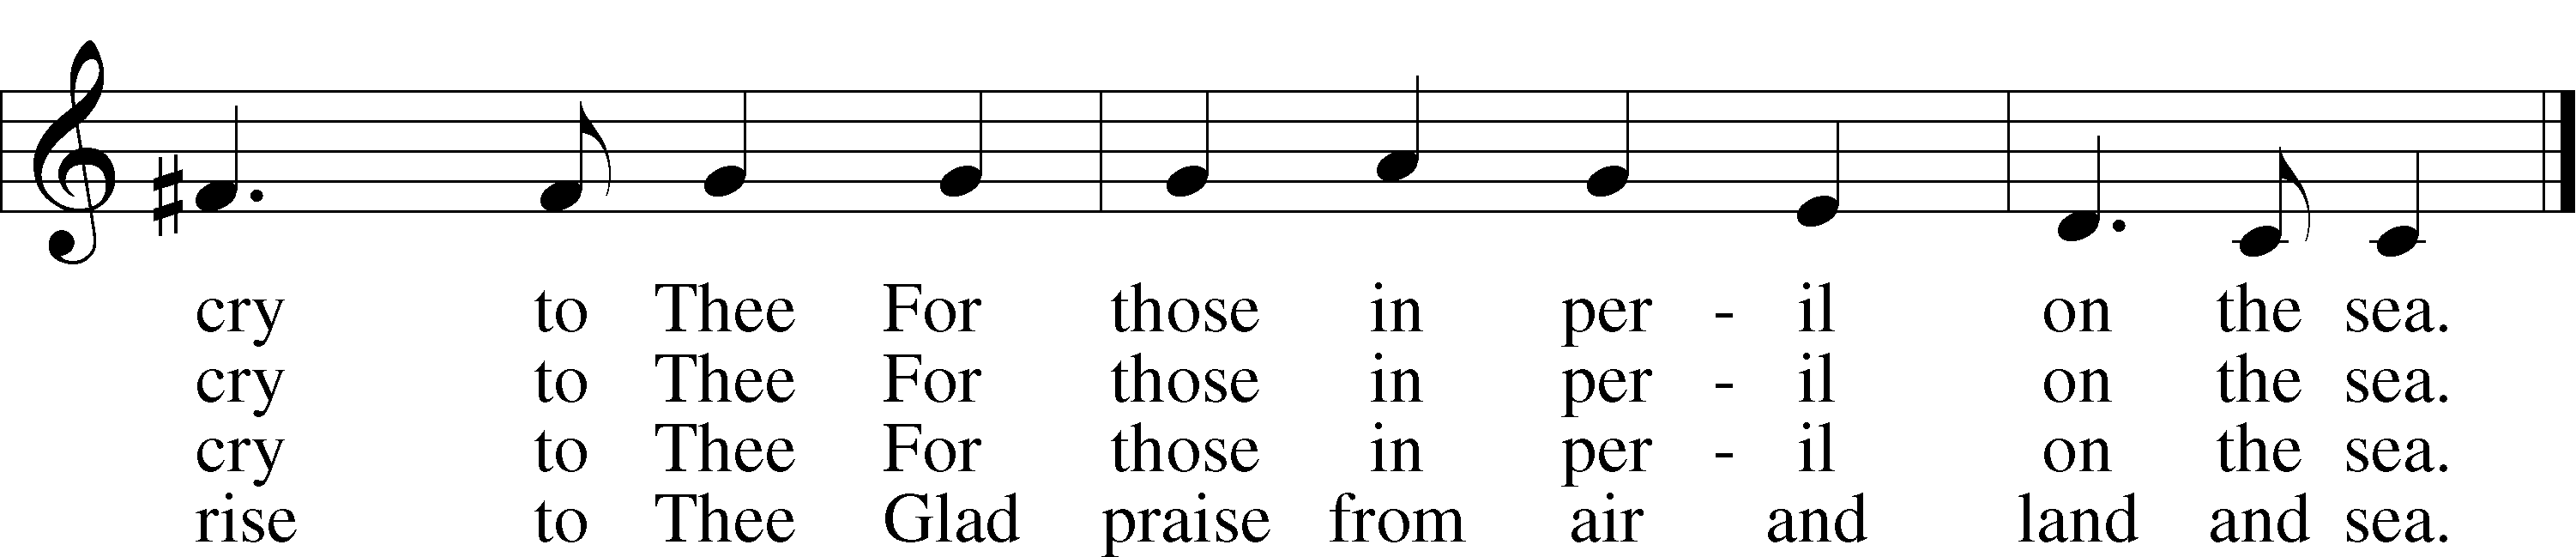 cry to Thee For those in per - il on the sea.
cry to Thee For those in per - il on the sea.
cry to Thee For those in per - il on the sea.
rise to Thee Glad praise from air and land and sea.